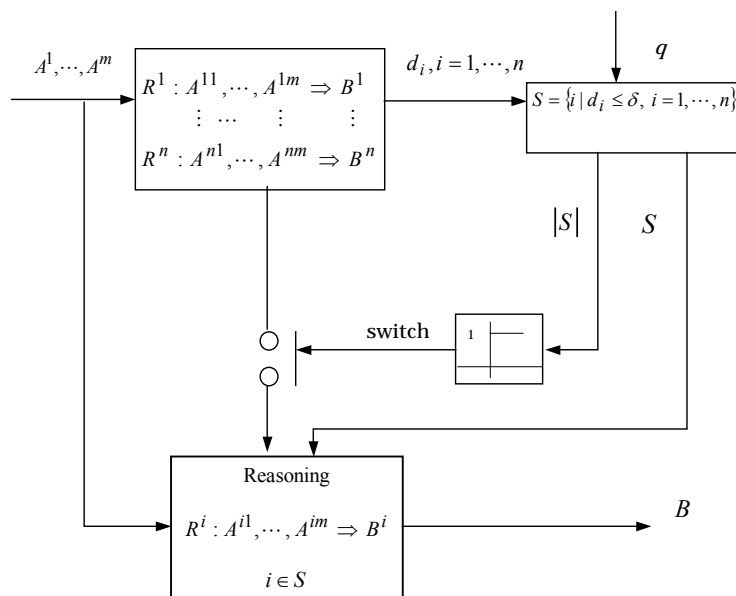 A^1,⋯,A^m
R^1 : A^11,⋯,A^1m ⇒ B^1
⋮ ⋯ ⋮ ⋮
R^n : A^n1,⋯,A^nm ⇒ B^n
d_i, i = 1,⋯,n
q
S = {i | d_i ≤ δ, i = 1,⋯,n}
|S|
S
switch
1
Reasoning
R^i : A^i1,⋯,A^im ⇒ B^i
i ∈ S
B